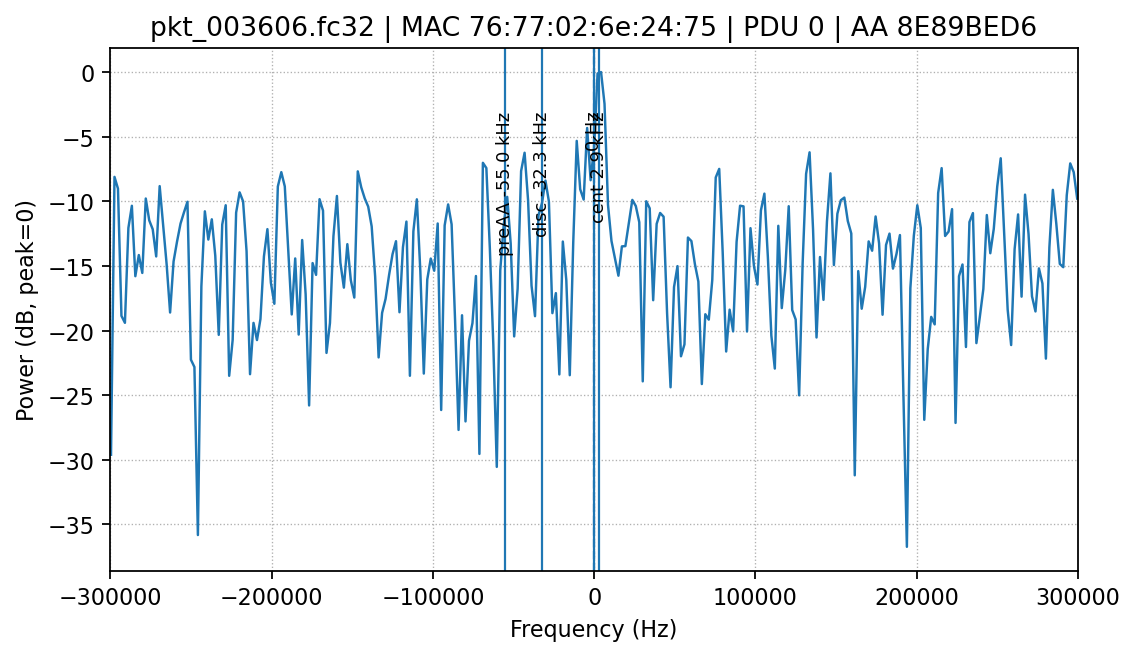 pkt_003606.fc32 | MAC 76:77:02:6e:24:75 | PDU 0 | AA 8E89BED6
Power (dB, peak=0)
0
−5
−10
−15
−20
−25
−30
−35
preAA -55.0 kHz
disc -32.3 kHz
0 Hz
cent 2.9 kHz
−300000
−200000
−100000
0
100000
200000
300000
Frequency (Hz)